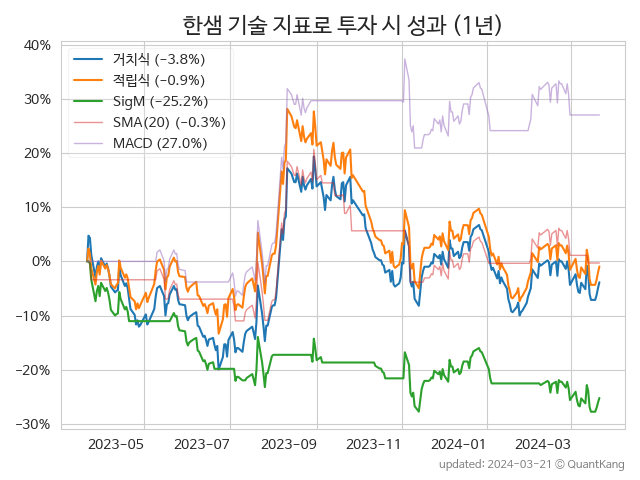 한샘 기술 지표로 투자 시 성과 (1년)
거치식 (−3.8%)
적립식 (−0.9%)
SigM (−25.2%)
SMA(20) (−0.3%)
MACD (27.0%)
40%
30%
20%
10%
0%
−10%
−20%
−30%
2023−05 2023−07 2023−09 2023−11 2024−01 2024−03
updated: 2024−03−21 © QuantKang